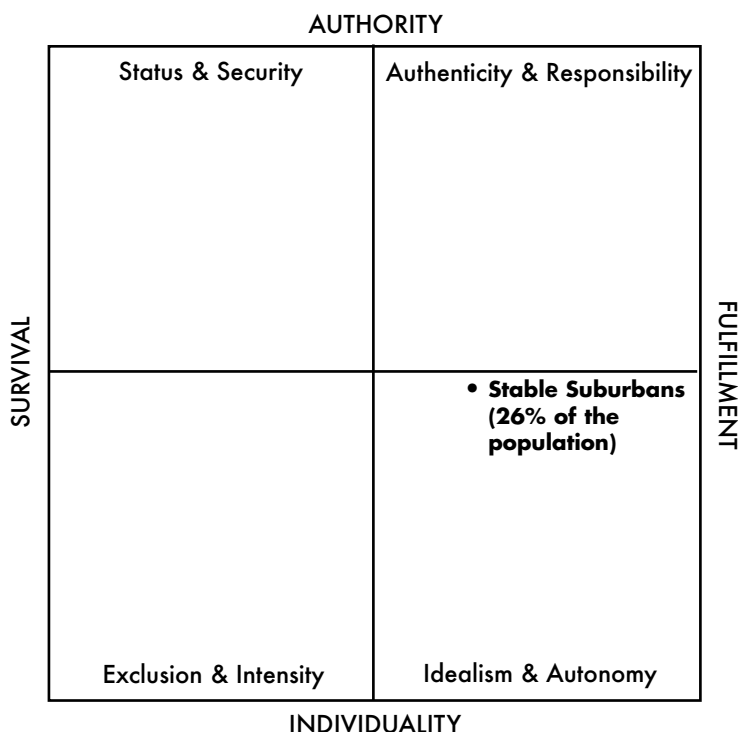 AUTHORITY
Status & Security
Authenticity & Responsibility
SURVIVAL
FULFILLMENT
• Stable Suburbans
(26% of the
population)
Exclusion & Intensity
Idealism & Autonomy
INDIVIDUALITY